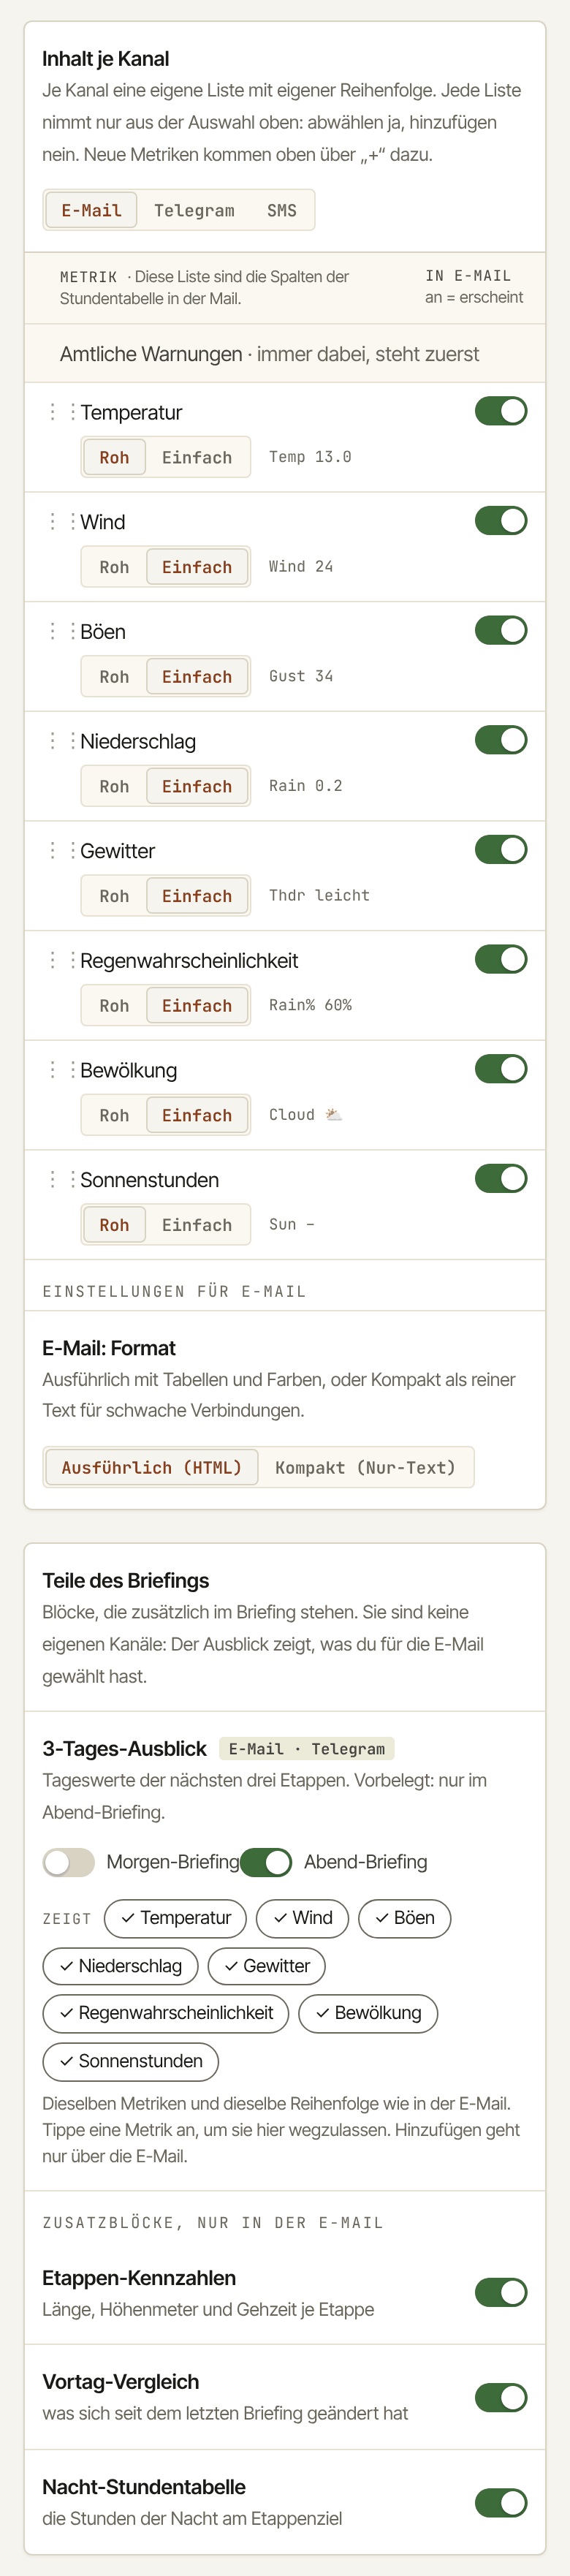 Inhalt je Kanal
Je Kanal eine eigene Liste mit eigener Reihenfolge. Jede Liste
nimmt nur aus der Auswahl oben: abwählen ja, hinzufügen
nein. Neue Metriken kommen oben über „+“ dazu.
E-Mail Telegram SMS
METRIK · Diese Liste sind die Spalten der
Stundentabelle in der Mail.
IN E-MAIL
an = erscheint
Amtliche Warnungen · immer dabei, steht zuerst
Temperatur
Roh Einfach Temp 13.0
Wind
Roh Einfach Wind 24
Böen
Roh Einfach Gust 34
Niederschlag
Roh Einfach Rain 0.2
Gewitter
Roh Einfach Thdr leicht
Regenwahrscheinlichkeit
Roh Einfach Rain% 60%
Bewölkung
Roh Einfach Cloud ⛅
Sonnenstunden
Roh Einfach Sun –
EINSTELLUNGEN FÜR E-MAIL
E-Mail: Format
Ausführlich mit Tabellen und Farben, oder Kompakt als reiner
Text für schwache Verbindungen.
Ausführlich (HTML) Kompakt (Nur-Text)
Teile des Briefings
Blöcke, die zusätzlich im Briefing stehen. Sie sind keine
eigenen Kanäle: Der Ausblick zeigt, was du für die E-Mail
gewählt hast.
3-Tages-Ausblick E-Mail · Telegram
Tageswerte der nächsten drei Etappen. Vorbelegt: nur im
Abend-Briefing.
Morgen-Briefing Abend-Briefing
ZEIGT ✓ Temperatur ✓ Wind ✓ Böen
✓ Niederschlag ✓ Gewitter
✓ Regenwahrscheinlichkeit ✓ Bewölkung
✓ Sonnenstunden
Dieselben Metriken und dieselbe Reihenfolge wie in der E-Mail.
Tippe eine Metrik an, um sie hier wegzulassen. Hinzufügen geht
nur über die E-Mail.
ZUSATZBLÖCKE, NUR IN DER E-MAIL
Etappen-Kennzahlen
Länge, Höhenmeter und Gehzeit je Etappe
Vortag-Vergleich
was sich seit dem letzten Briefing geändert hat
Nacht-Stundentabelle
die Stunden der Nacht am Etappenziel